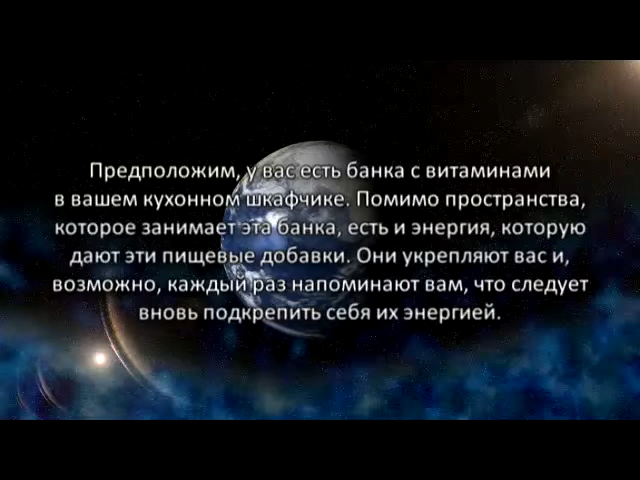 Предположим, у вас есть банка с витаминами
в вашем кухонном шкафчике. Помимо пространства,
которое занимает эта банка, есть и энергия, которую
дают эти пищевые добавки. Они укрепляют вас и,
возможно, каждый раз напоминают вам, что следует
вновь подкрепить себя их энергией.